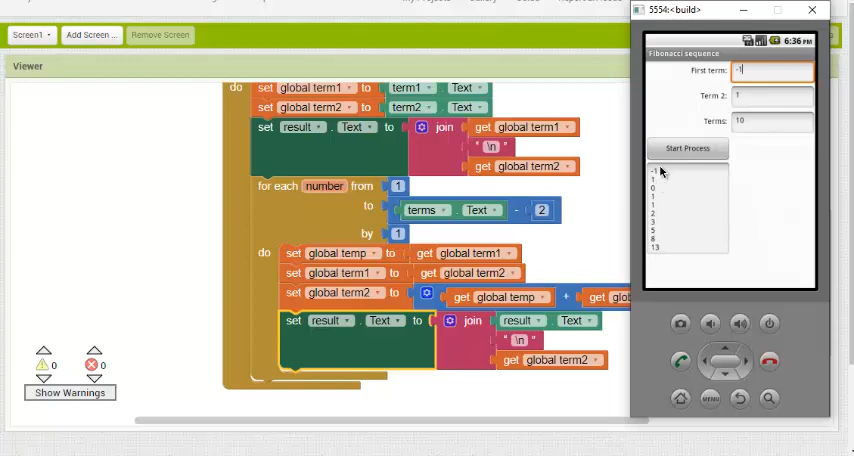 5554:<build>
Screen1
Add Screen ...
Remove Screen
Viewer
do
set global term1 to term1 . Text
set global term2 to term2 . Text
set result . Text to join get global term1
" \n "
get global term2
for each number from 1
to terms . Text - 2
by 1
do
set global temp to get global term1
set global term1 to get global term2
set global term2 to get global temp + get
set result . Text to join result . Text
" \n "
get global term2
0
0
Show Warnings
6:36 PM
Fibonacci sequence
First term: -1
Term 2: 1
Terms: 10
Start Process
-1
1
0
1
1
2
3
5
8
13
MENU